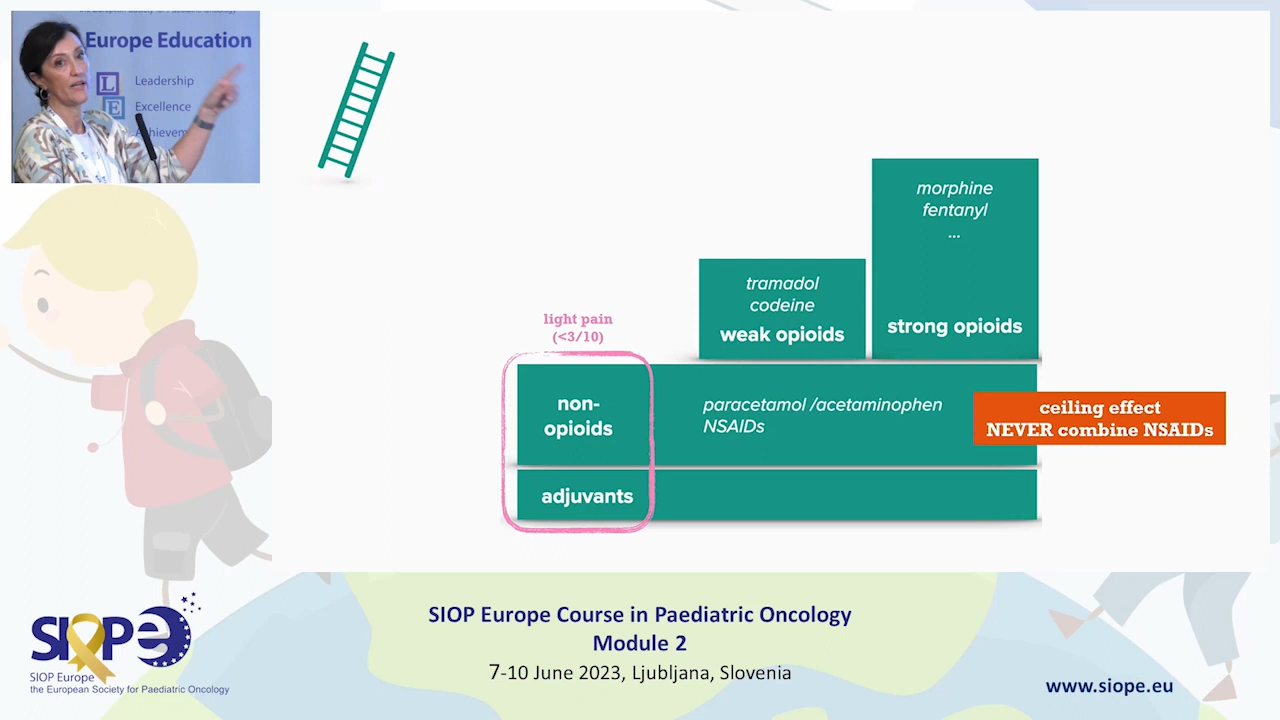 Europe Education
L
Leadership
E
Excellence
Achievem
morphine
fentanyl
...
tramadol
codeine
weak opioids
strong opioids
light pain
(<3/10)
non-
opioids
paracetamol /acetaminophen
NSAIDs
ceiling effect
NEVER combine NSAIDs
adjuvants
SIOP Europe Course in Paediatric Oncology
Module 2
7-10 June 2023, Ljubljana, Slovenia
SIOP e
SIOP Europe
the European Society for Paediatric Oncology
www.siope.eu